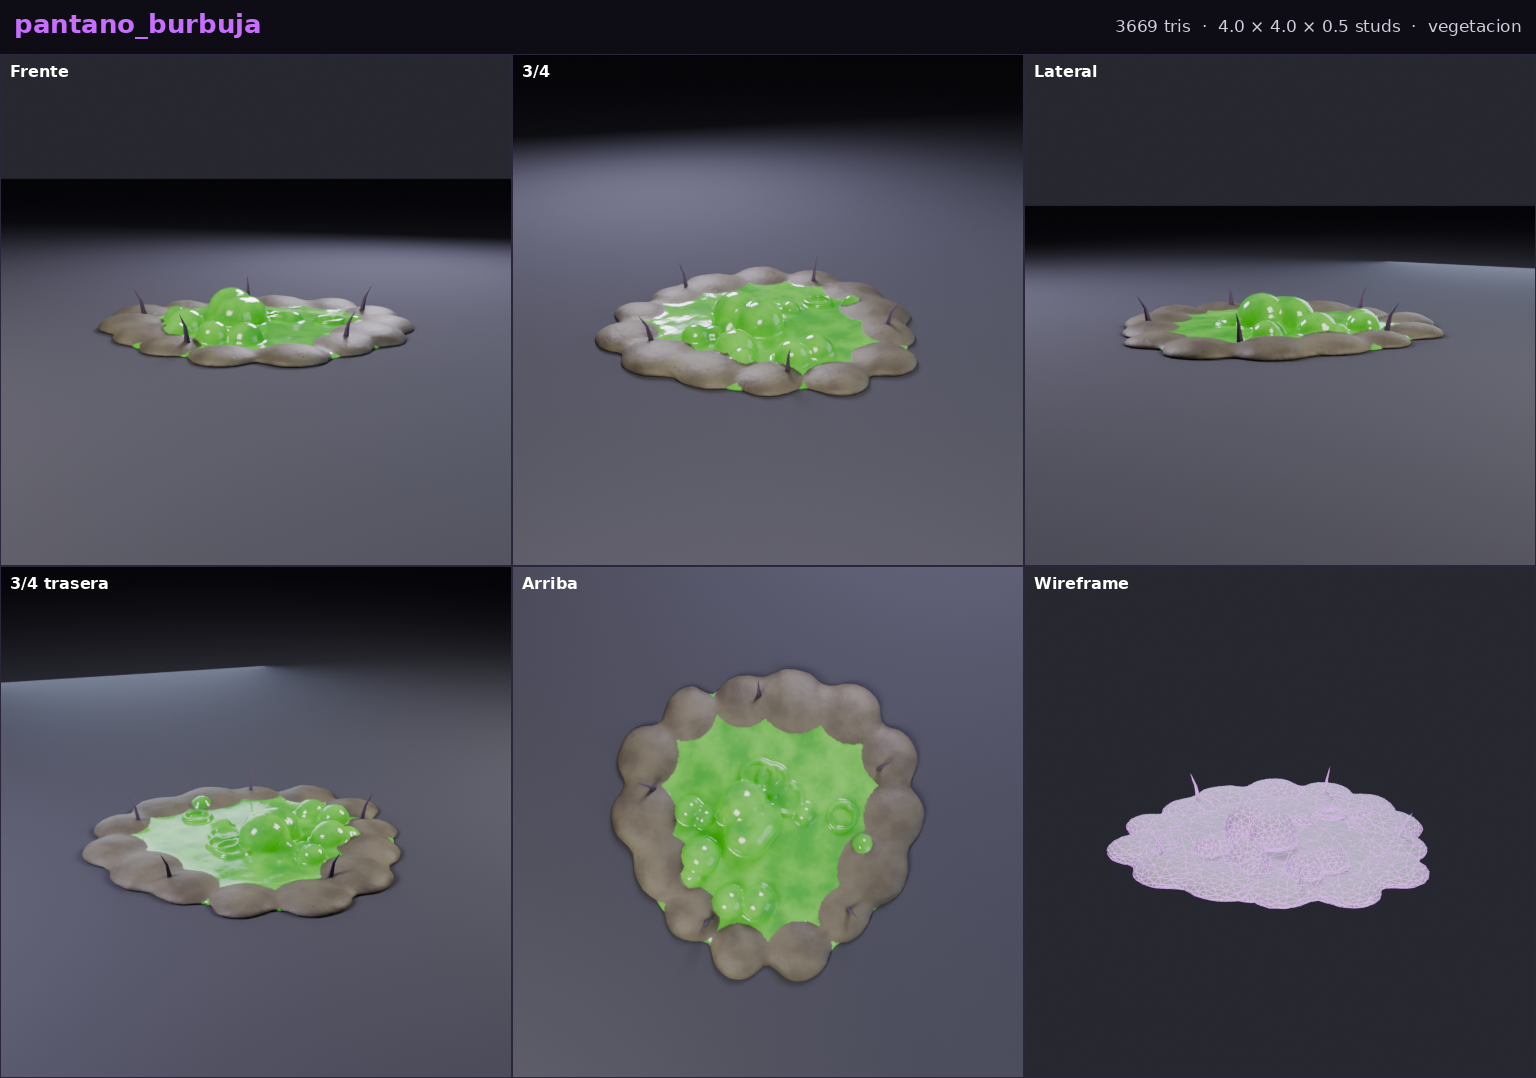 pantano_burbuja
3669 tris · 4.0 × 4.0 × 0.5 studs · vegetacion
Frente
3/4
Lateral
3/4 trasera
Arriba
Wireframe